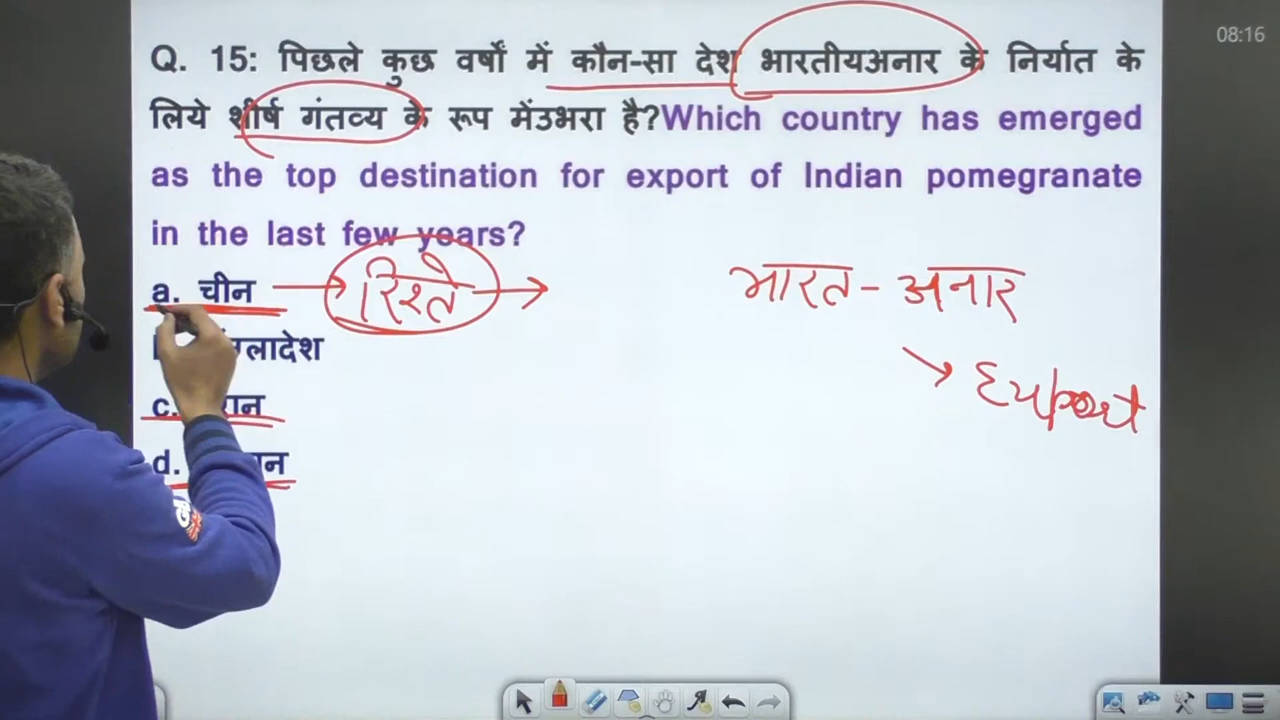 08:16
Q. 15: पिछले कुछ वर्षों में कौन-सा देश भारतीयअनार के निर्यात के
लिये शीर्ष गंतव्य के रूप मेंउभरा है?Which country has emerged
as the top destination for export of Indian pomegranate
in the last few years?
a. चीन → रिश्ते →
भारत - अनार
→ Export
c.
d.